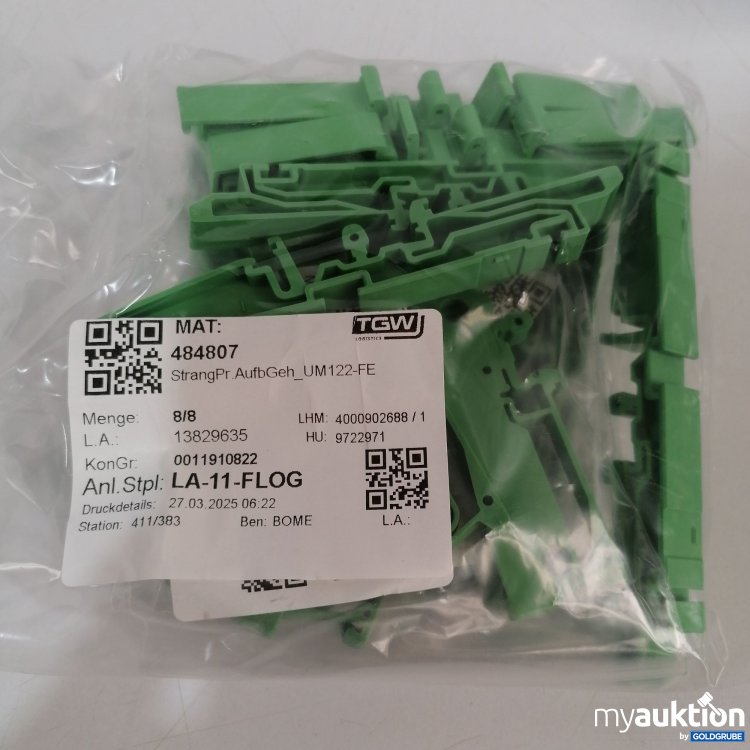 MAT:
TGW
LOGISTICS
484807
StrangPr.AufbGeh_UM122-FE
Menge: 8/8 LHM: 4000902688 / 1
L.A.: 13829635 HU: 9722971
KonGr: 0011910822
Anl.Stpl: LA-11-FLOG
Druckdetails: 27.03.2025 06:22
Station: 411/383 Ben: BOME L.A.:
myauktion
by GOLDGRUBE